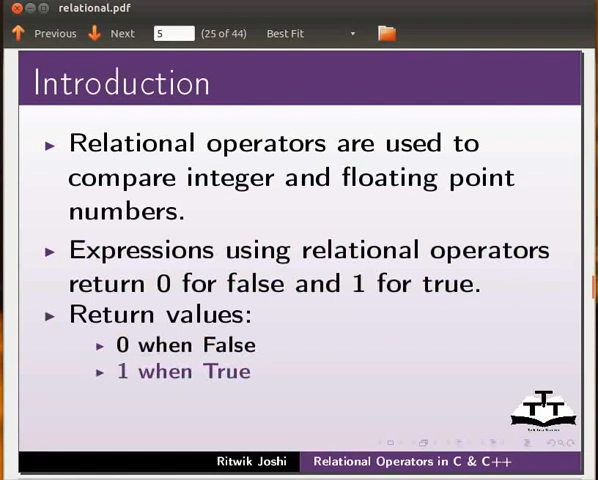 relational.pdf
Previous Next 5 (25 of 44) Best Fit
Introduction
Relational operators are used to
compare integer and floating point
numbers.
Expressions using relational operators
return 0 for false and 1 for true.
Return values:
0 when False
1 when True
Ritwik Joshi Relational Operators in C & C++